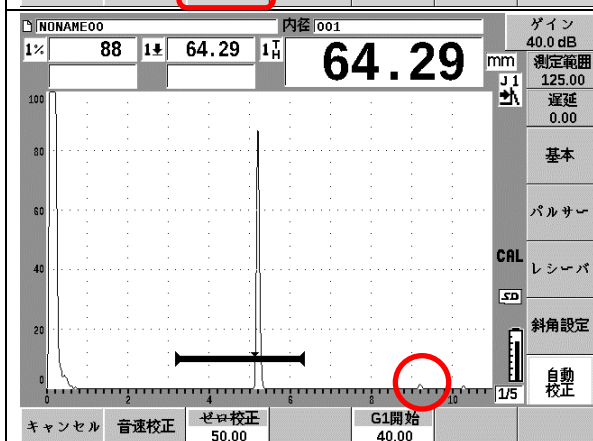 NONAME00
内径 001
1% 88 1 64.29 1 64.29 mm
ゲイン
40.0 dB
測定範囲
125.00
J 1
遅延
0.00
基本
パルサー
レシーバ
CAL
SD
斜角設定
自動
校正
1/5
100
80
60
40
20
0
0 2 4 6 8 10
キャンセル 音速校正 ゼロ校正 G1開始
50.00 40.00